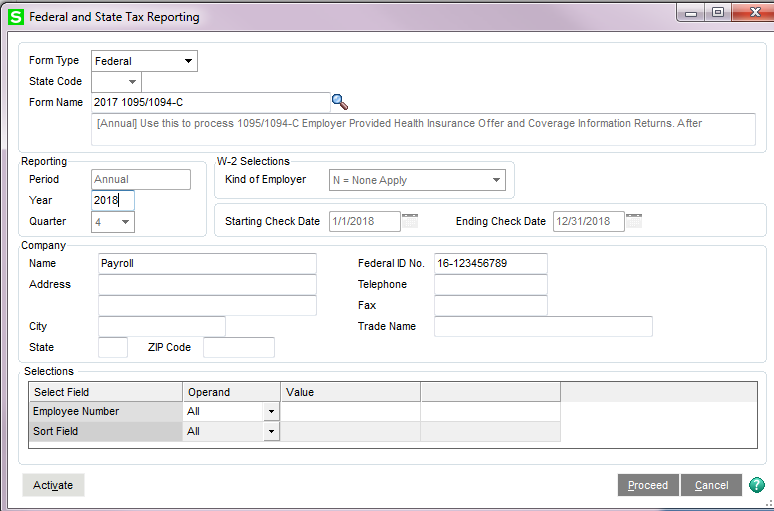 S Federal and State Tax Reporting
Form Type Federal
State Code
Form Name 2017 1095/1094-C
[Annual] Use this to process 1095/1094-C Employer Provided Health Insurance Offer and Coverage Information Returns. After
Reporting W-2 Selections
Period Annual Kind of Employer N = None Apply
Year 2018
Quarter 4 Starting Check Date 1/1/2018 Ending Check Date 12/31/2018
Company
Name Payroll Federal ID No. 16-123456789
Address Telephone
Fax
City Trade Name
State ZIP Code
Selections
Select Field Operand Value
Employee Number All
Sort Field All
Activate Proceed Cancel ?